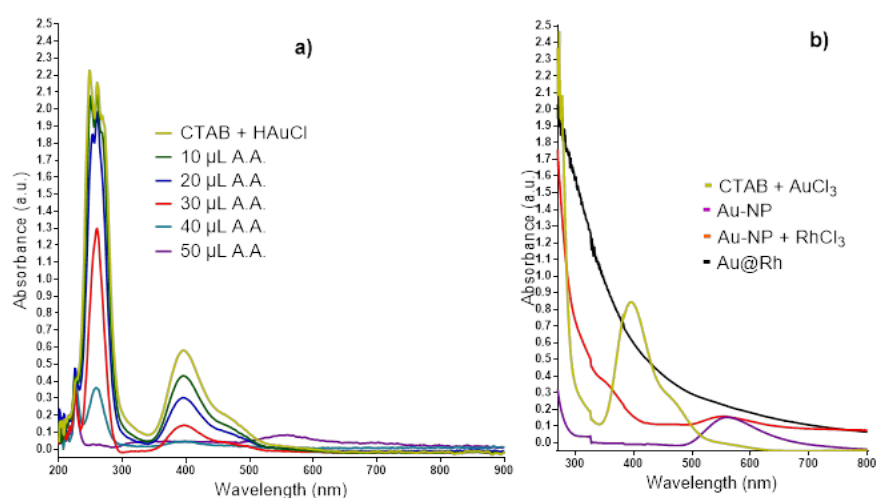 a)
2.5
2.4
2.3
2.2
2.1
2.0
1.9
1.8
1.7
1.6
1.5
1.4
1.3
1.2
1.1
1.0
0.9
0.8
0.7
0.6
0.5
0.4
0.3
0.2
0.1
0.0
Absorbance (a.u.)
CTAB + HAuCl
10 µL A.A.
20 µL A.A.
30 µL A.A.
40 µL A.A.
50 µL A.A.
200 300 400 500 600 700 800 900
Wavelength (nm)
b)
2.5
2.4
2.3
2.2
2.1
2.0
1.9
1.8
1.7
1.6
1.5
1.4
1.3
1.2
1.1
1.0
0.9
0.8
0.7
0.6
0.5
0.4
0.3
0.2
0.1
0.0
Absorbance (a.u.)
CTAB + AuCl₃
Au-NP
Au-NP + RhCl₃
Au@Rh
300 400 500 600 700 800
Wavelength (nm)